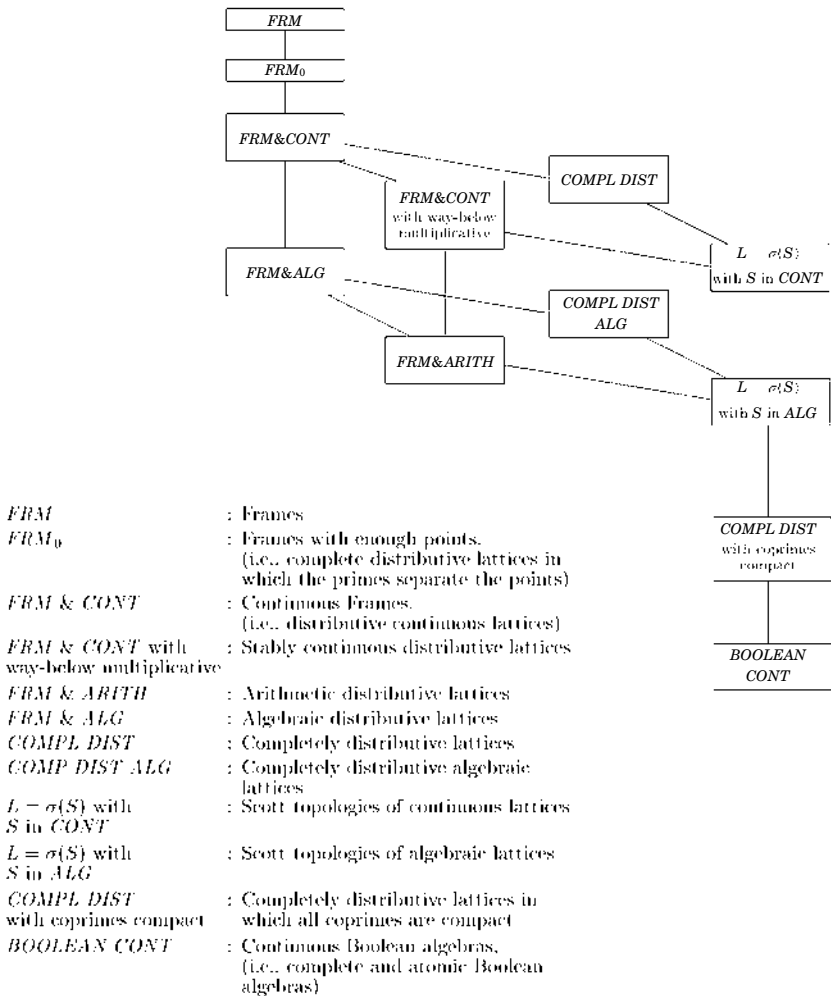 FRM
FRM₀
FRM&CONT
COMPL DIST
FRM&CONT
with way-below
multiplicative
L σ(S)
with S in CONT
FRM&ALG
COMPL DIST
ALG
FRM&ARITH
L σ(S)
with S in ALG
COMPL DIST
with coprimes
compact
BOOLEAN
CONT
FRM : Frames
FRM₀ : Frames with enough points.
(i.e., complete distributive lattices in
which the primes separate the points)
FRM & CONT : Continuous Frames.
(i.e., distributive continuous lattices)
FRM & CONT with : Stably continuous distributive lattices
way-below multiplicative
FRM & ARITH : Arithmetic distributive lattices
FRM & ALG : Algebraic distributive lattices
COMPL DIST : Completely distributive lattices
COMP DIST ALG : Completely distributive algebraic
lattices
L = σ(S) with : Scott topologies of continuous lattices
S in CONT
L = σ(S) with : Scott topologies of algebraic lattices
S in ALG
COMPL DIST : Completely distributive lattices in
with coprimes compact which all coprimes are compact
BOOLEAN CONT : Continuous Boolean algebras,
(i.e., complete and atomic Boolean
algebras)